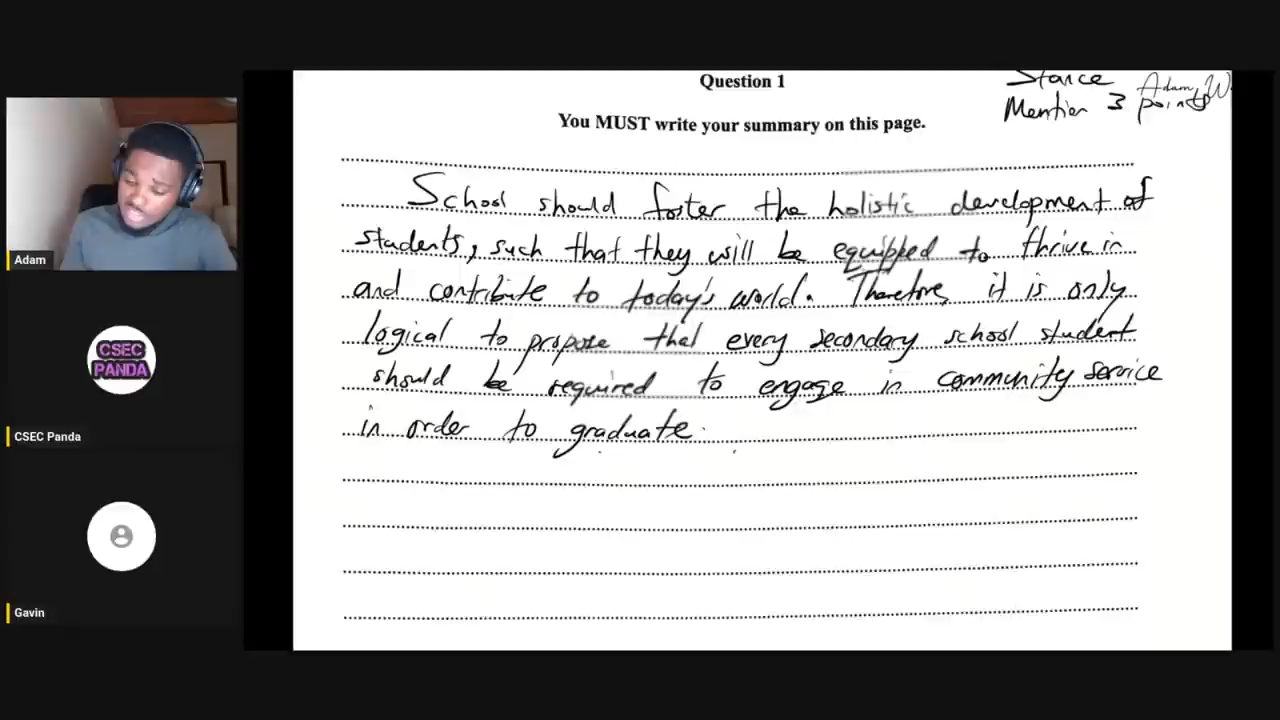 Question 1
Stance
Adam W.
Mention 3 points
You MUST write your summary on this page.
School should foster the holistic development of
students, such that they will be equipped to thrive in
and contribute to today's world. Therefore, it is only
logical to propose that every secondary school student
should be required to engage in community service
in order to graduate.
Adam
CSEC
PANDA
CSEC Panda
Gavin